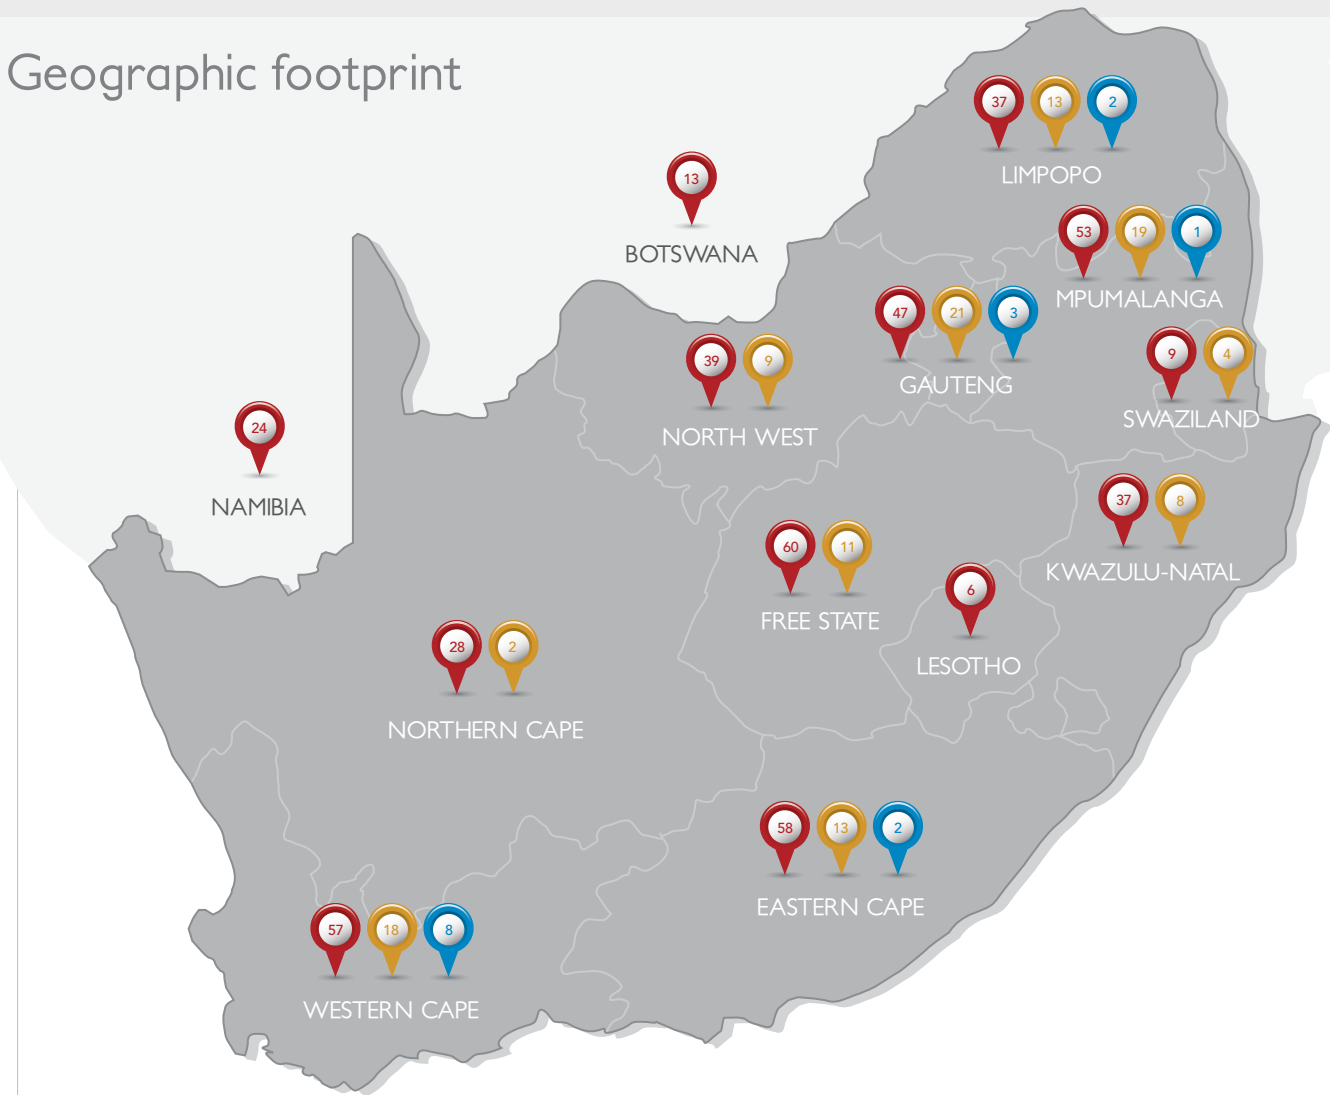 Geographic footprint
37 13 2
LIMPOPO
13
BOTSWANA
53 19 1
MPUMALANGA
47 21 3
GAUTENG
39 9
NORTH WEST
9 4
SWAZILAND
24
NAMIBIA
37 8
KWAZULU-NATAL
60 11
FREE STATE
6
LESOTHO
28 2
NORTHERN CAPE
58 13 2
EASTERN CAPE
57 18 8
WESTERN CAPE